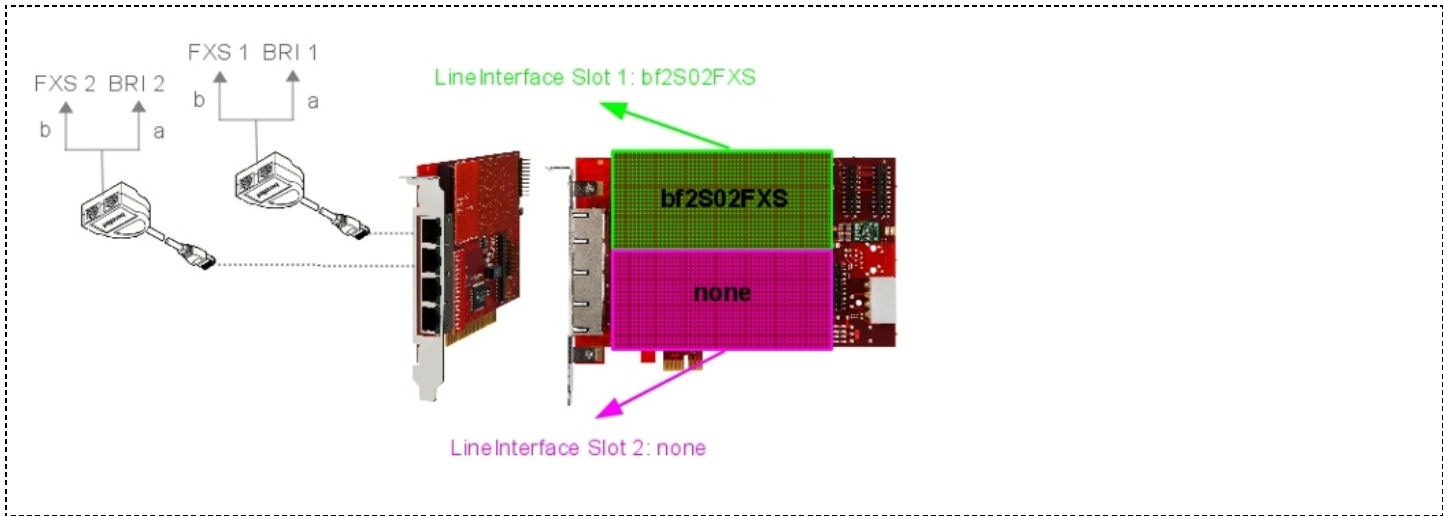 FXS 1 BRI 1
LineInterface Slot 1: bf2S02FXS
FXS 2 BRI 2
b a
b a
bf2S02FXS
none
LineInterface Slot 2: none